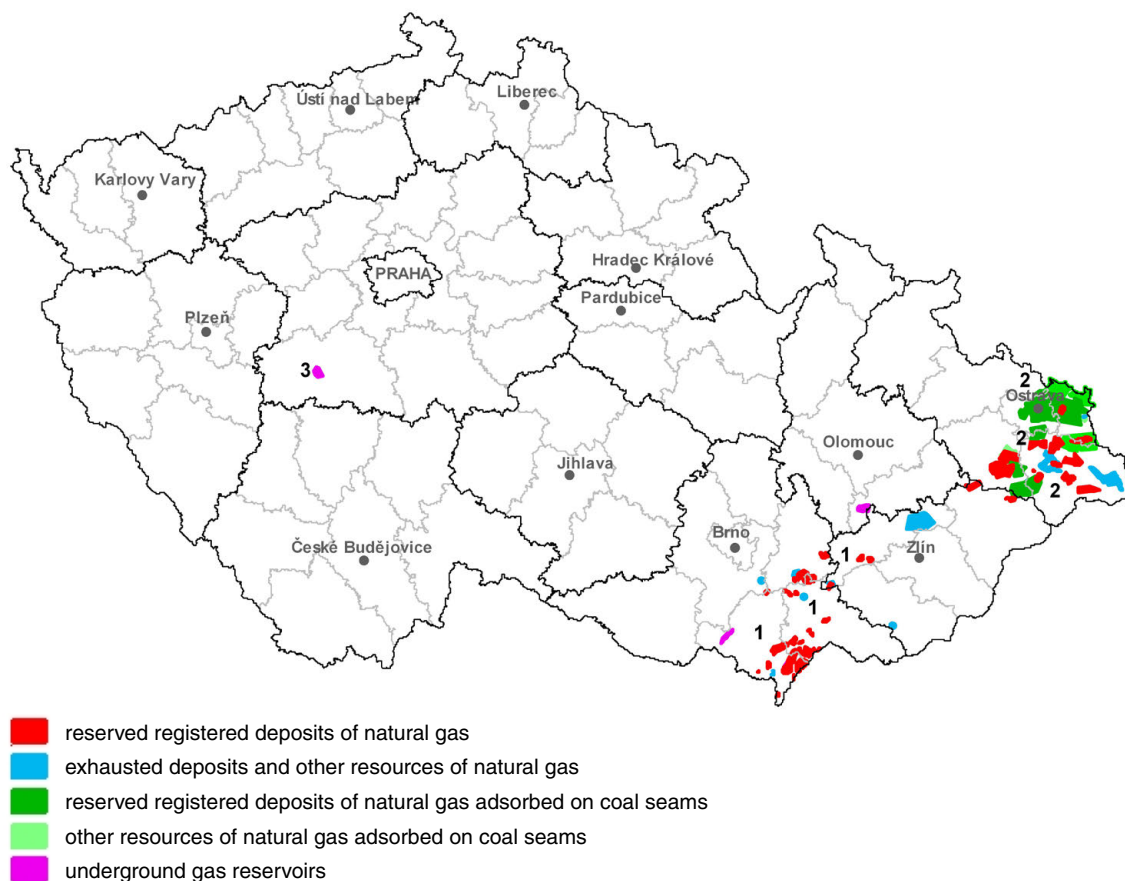 Ústí nad Labem
Liberec
Karlovy Vary
Hradec Králové
PRAHA
Pardubice
Plzeň
3
2
Ostrava
2
Olomouc
Jihlava
2
Brno
České Budějovice
1
Zlín
1
1
reserved registered deposits of natural gas
exhausted deposits and other resources of natural gas
reserved registered deposits of natural gas adsorbed on coal seams
other resources of natural gas adsorbed on coal seams
underground gas reservoirs